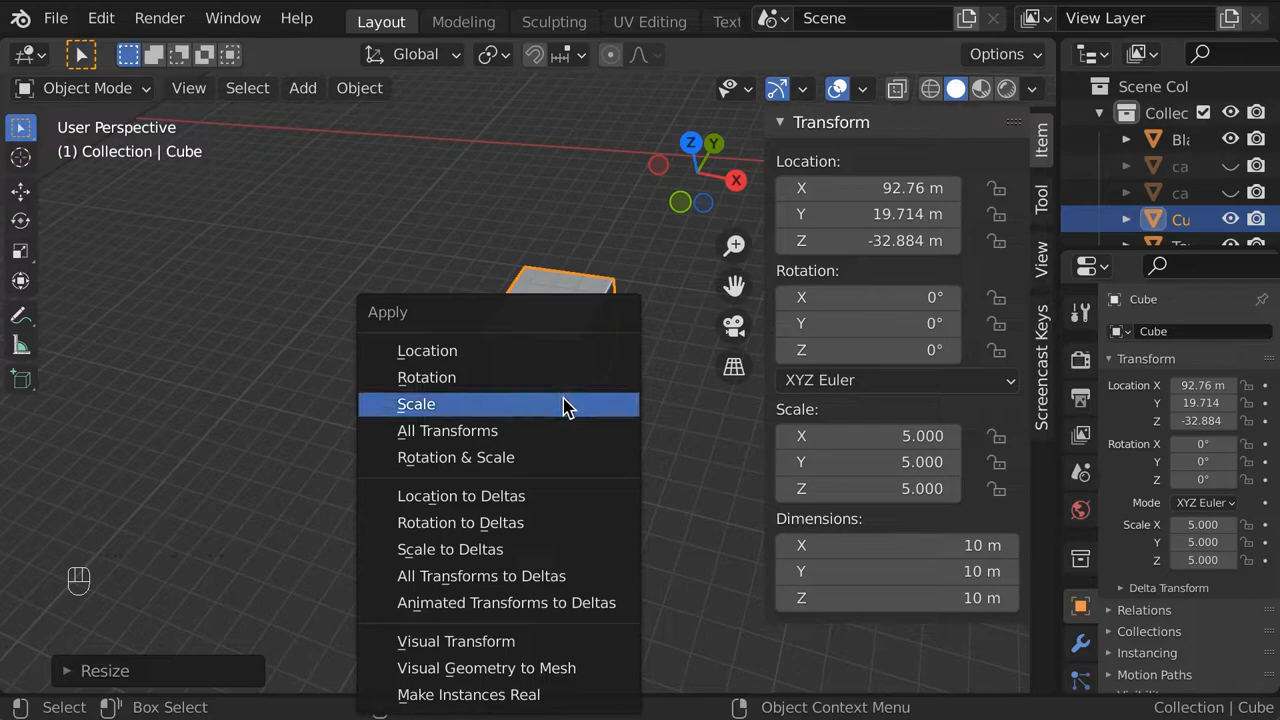 File Edit Render Window Help Layout Modeling Sculpting UV Editing Text Scene View Layer
Global Options
Object Mode View Select Add Object
User Perspective
(1) Collection | Cube
Z Y X
Apply
Location
Rotation
Scale
All Transforms
Rotation & Scale
Location to Deltas
Rotation to Deltas
Scale to Deltas
All Transforms to Deltas
Animated Transforms to Deltas
Visual Transform
Visual Geometry to Mesh
Make Instances Real
Resize
Transform
Location:
X 92.76 m
Y 19.714 m
Z -32.884 m
Rotation:
X 0°
Y 0°
Z 0°
XYZ Euler
Scale:
X 5.000
Y 5.000
Z 5.000
Dimensions:
X 10 m
Y 10 m
Z 10 m
Item
Tool
View
Screencast Keys
Scene Col
Collec
Bl
ca
ca
Cu
Cube
Cube
Transform
Location X 92.76 m
Y 19.714
Z -32.884
Rotation X 0°
Y 0°
Z 0°
Mode XYZ Euler
Scale X 5.000
Y 5.000
Z 5.000
Delta Transform
Relations
Collections
Instancing
Motion Paths
Select Box Select Object Context Menu Collection | Cube